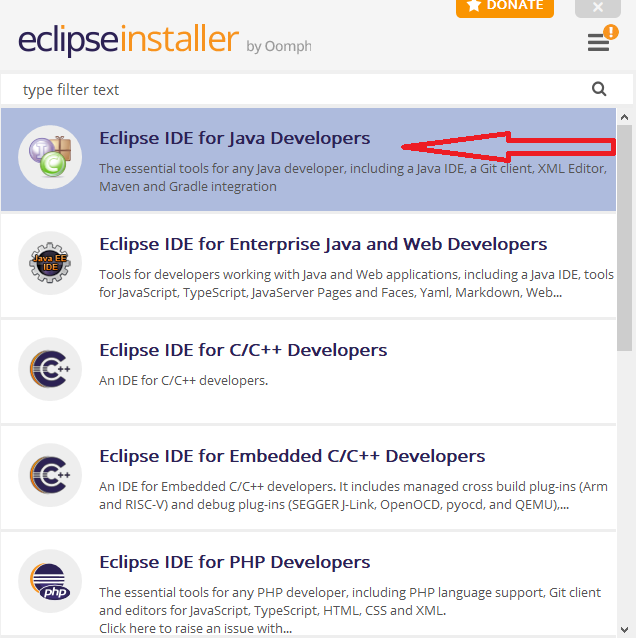 DONATE
eclipseinstaller by Oomph
type filter text
Eclipse IDE for Java Developers
The essential tools for any Java developer, including a Java IDE, a Git client, XML Editor,
Maven and Gradle integration
Java EE
IDE
Eclipse IDE for Enterprise Java and Web Developers
Tools for developers working with Java and Web applications, including a Java IDE, tools
for JavaScript, TypeScript, JavaServer Pages and Faces, Yaml, Markdown, Web...
C++
Eclipse IDE for C/C++ Developers
An IDE for C/C++ developers.
C++
Eclipse IDE for Embedded C/C++ Developers
An IDE for Embedded C/C++ developers. It includes managed cross build plug-ins (Arm
and RISC-V) and debug plug-ins (SEGGER J-Link, OpenOCD, pyocd, and QEMU),...
php
Eclipse IDE for PHP Developers
The essential tools for any PHP developer, including PHP language support, Git client
and editors for JavaScript, TypeScript, HTML, CSS and XML.
Click here to raise an issue with...